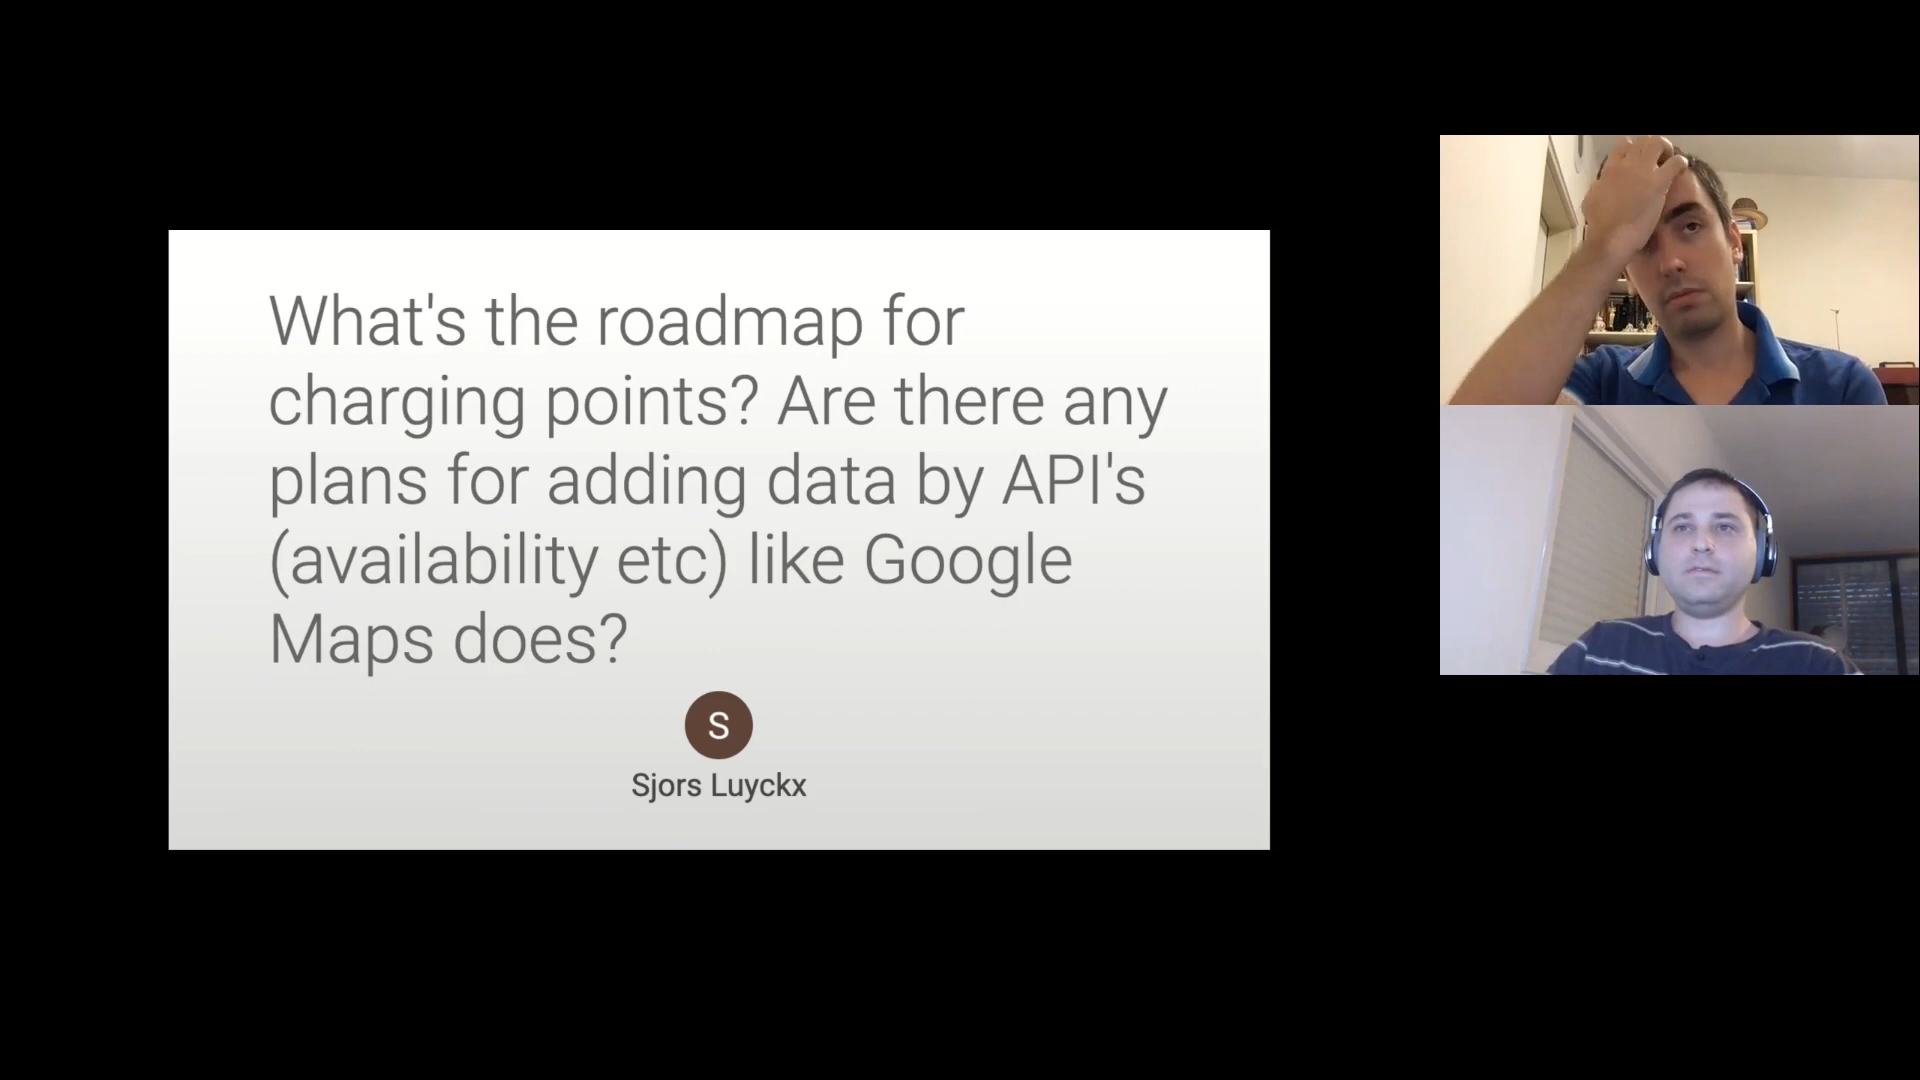 What's the roadmap for
charging points? Are there any
plans for adding data by API's
(availability etc) like Google
Maps does?
S
Sjors Luyckx